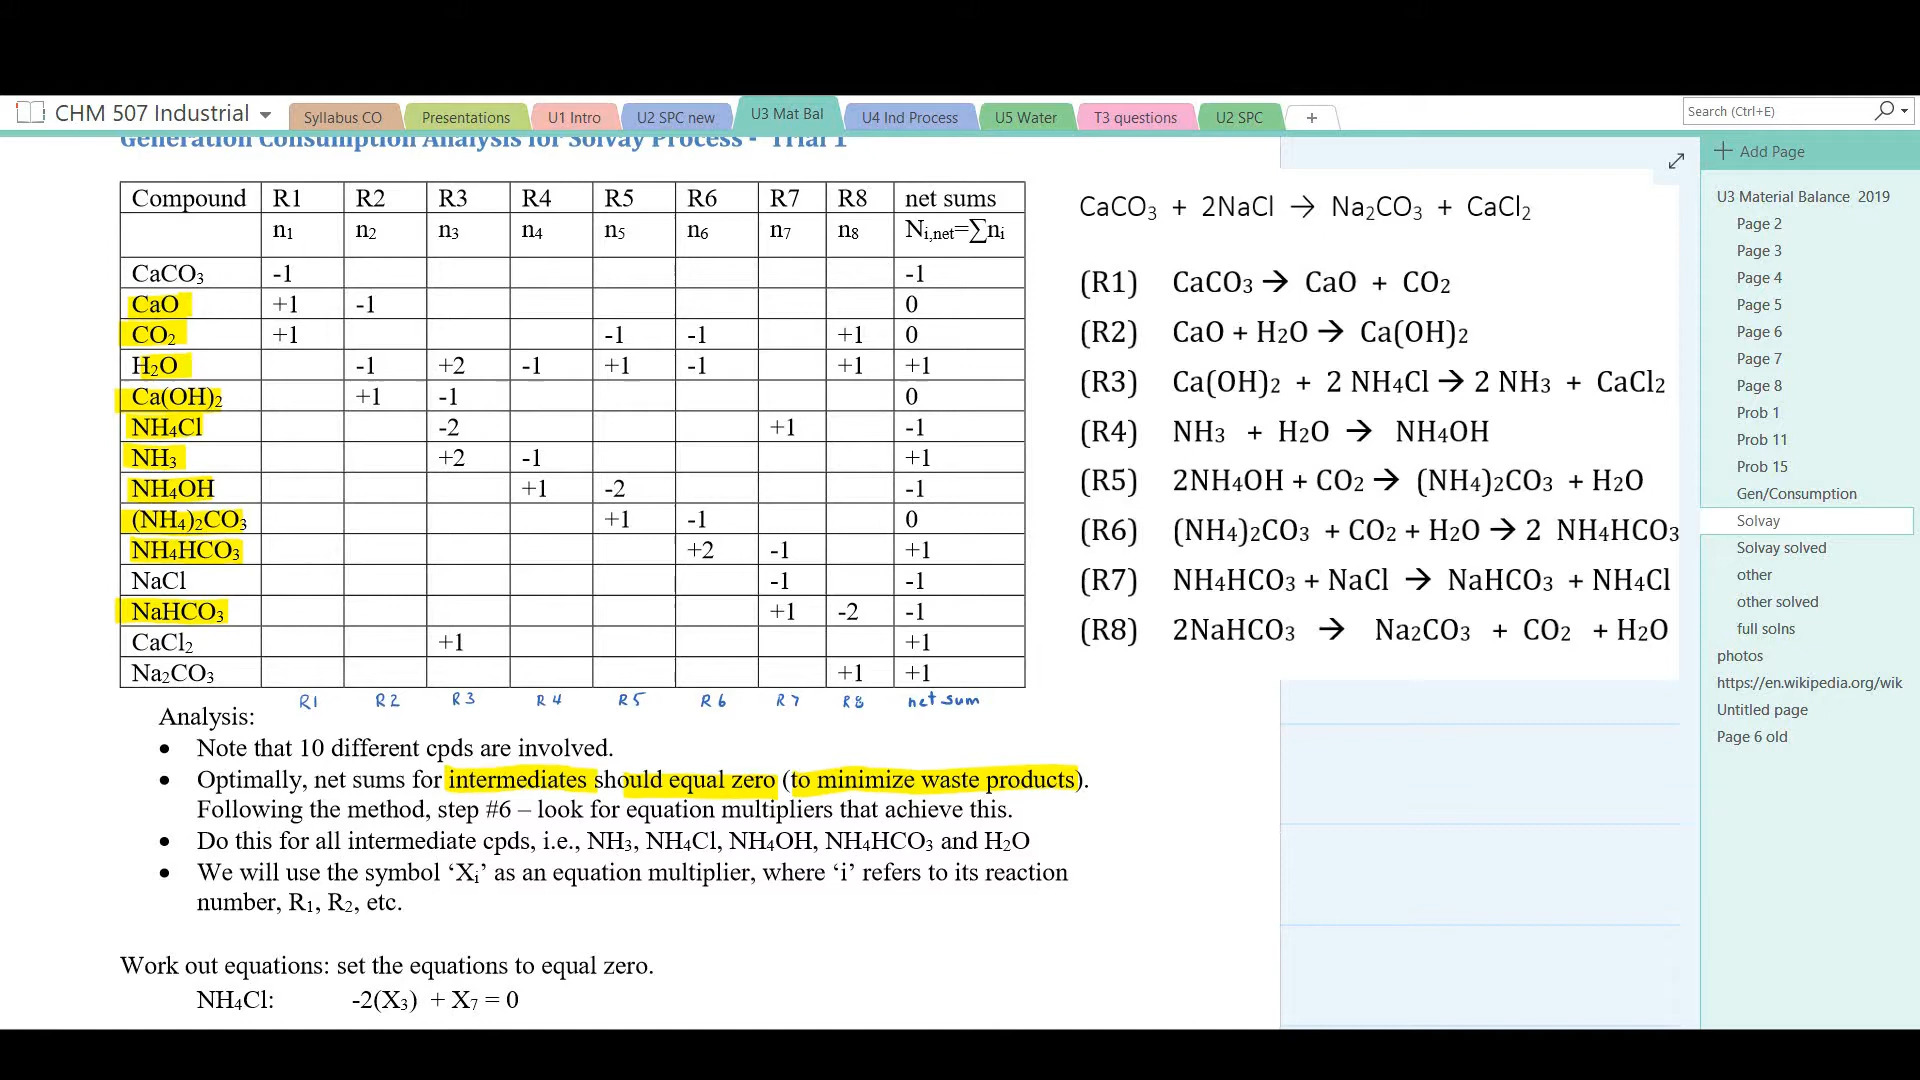 CHM 507 Industrial
Syllabus CO
Presentations
U1 Intro
U2 SPC new
U3 Mat Bal
U4 Ind Process
U5 Water
T3 questions
U2 SPC
+
Search (Ctrl+E)
Generation Consumption Analysis for Solvay Process - Trial 1
Compound R1 R2 R3 R4 R5 R6 R7 R8 net sums
n₁ n₂ n₃ n₄ n₅ n₆ n₇ n₈ Nᵢ,net=∑nᵢ
CaCO₃ -1 -1
CaO +1 -1 0
CO₂ +1 -1 -1 +1 0
H₂O -1 +2 -1 +1 -1 +1 +1
Ca(OH)₂ +1 -1 0
NH₄Cl -2 +1 -1
NH₃ +2 -1 +1
NH₄OH +1 -2 -1
(NH₄)₂CO₃ +1 -1 0
NH₄HCO₃ +2 -1 +1
NaCl -1 -1
NaHCO₃ +1 -2 -1
CaCl₂ +1 +1
Na₂CO₃ +1 +1
R1 R2 R3 R4 R5 R6 R7 R8 net sum
Analysis:
• Note that 10 different cpds are involved.
• Optimally, net sums for intermediates should equal zero (to minimize waste products).
Following the method, step #6 – look for equation multipliers that achieve this.
• Do this for all intermediate cpds, i.e., NH₃, NH₄Cl, NH₄OH, NH₄HCO₃ and H₂O
• We will use the symbol ‘Xᵢ’ as an equation multiplier, where ‘i’ refers to its reaction
number, R₁, R₂, etc.
Work out equations: set the equations to equal zero.
NH₄Cl: -2(X₃) + X₇ = 0
CaCO₃ + 2NaCl → Na₂CO₃ + CaCl₂
(R1) CaCO₃ → CaO + CO₂
(R2) CaO + H₂O → Ca(OH)₂
(R3) Ca(OH)₂ + 2 NH₄Cl → 2 NH₃ + CaCl₂
(R4) NH₃ + H₂O → NH₄OH
(R5) 2NH₄OH + CO₂ → (NH₄)₂CO₃ + H₂O
(R6) (NH₄)₂CO₃ + CO₂ + H₂O → 2 NH₄HCO₃
(R7) NH₄HCO₃ + NaCl → NaHCO₃ + NH₄Cl
(R8) 2NaHCO₃ → Na₂CO₃ + CO₂ + H₂O
Add Page
U3 Material Balance 2019
Page 2
Page 3
Page 4
Page 5
Page 6
Page 7
Page 8
Prob 1
Prob 11
Prob 15
Gen/Consumption
Solvay
Solvay solved
other
other solved
full solns
photos
https://en.wikipedia.org/wik
Untitled page
Page 6 old